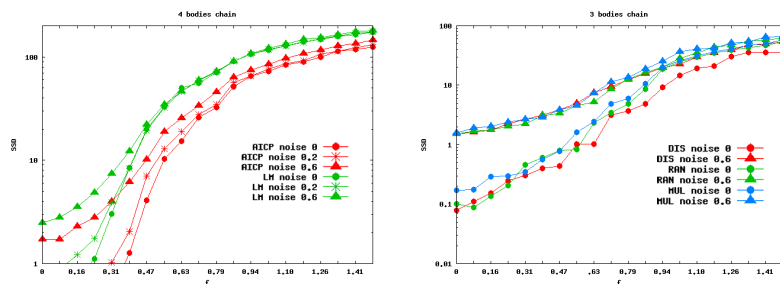 4 bodies chain
100
10
1
SSD
0
0.16
0.31
0.47
0.63
0.79
0.94
1.10
1.26
1.41
f
AICP noise 0
AICP noise 0.2
AICP noise 0.6
LM noise 0
LM noise 0.2
LM noise 0.6
3 bodies chain
100
10
1
0.1
0.01
SSD
0
0.16
0.31
0.47
0.63
0.79
0.94
1.10
1.26
1.41
f
DIS noise 0
DIS noise 0.6
RAN noise 0
RAN noise 0.6
MUL noise 0
MUL noise 0.6